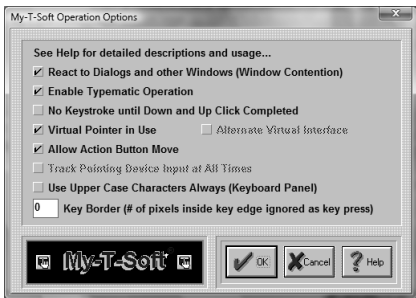 My-T-Soft Operation Options
See Help for detailed descriptions and usage...
React to Dialogs and other Windows (Window Contention)
Enable Typematic Operation
No Keystroke until Down and Up Click Completed
Virtual Pointer in Use Alternate Virtual Interface
Allow Action Button Move
Track Pointing Device Input at All Times
Use Upper Case Characters Always (Keyboard Panel)
0 Key Border (# of pixels inside key edge ignored as key press)
My-T-Soft OK Cancel Help